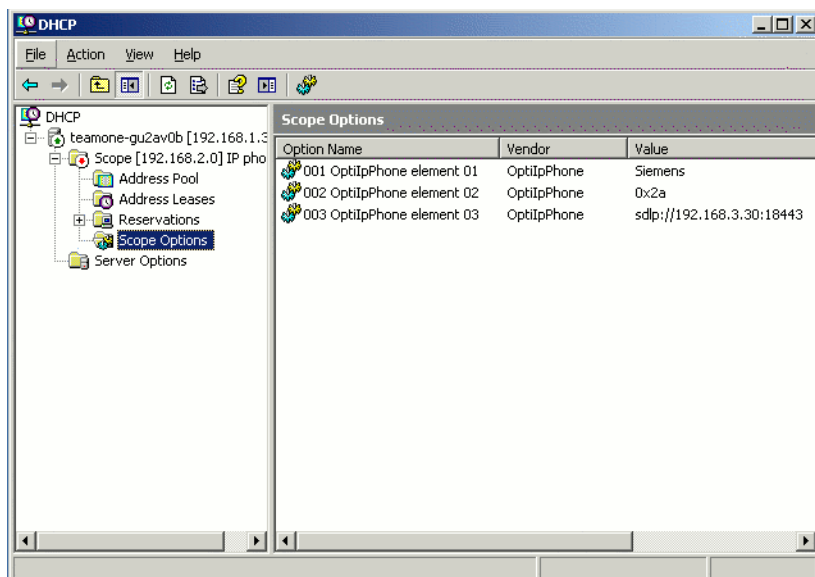 DHCP
File Action View Help
DHCP
teamone-gu2av0b [192.168.1.3
Scope [192.168.2.0] IP pho
Address Pool
Address Leases
Reservations
Scope Options
Server Options
Scope Options
Option Name Vendor Value
001 OptiIpPhone element 01 OptiIpPhone Siemens
002 OptiIpPhone element 02 OptiIpPhone 0x2a
003 OptiIpPhone element 03 OptiIpPhone sdlp://192.168.3.30:18443